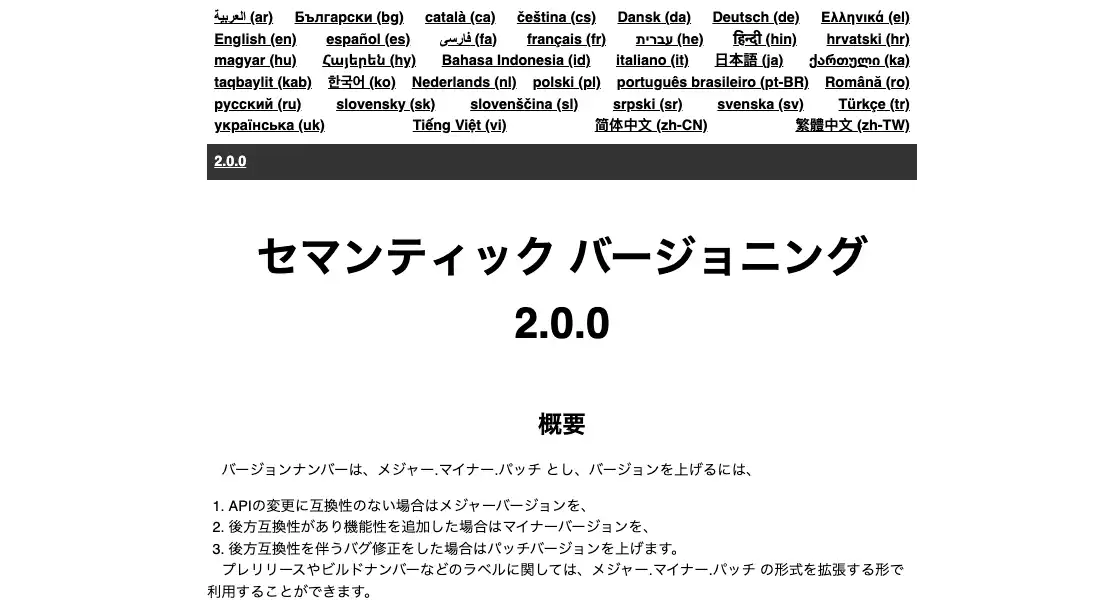 العربية (ar) Български (bg) català (ca) čeština (cs) Dansk (da) Deutsch (de) Ελληνικά (el)
English (en) español (es) فارسی (fa) français (fr) עברית (he) हिन्दी (hin) hrvatski (hr)
magyar (hu) Հայերեն (hy) Bahasa Indonesia (id) italiano (it) 日本語 (ja) ქართული (ka)
taqbaylit (kab) 한국어 (ko) Nederlands (nl) polski (pl) português brasileiro (pt-BR) Română (ro)
русский (ru) slovensky (sk) slovenščina (sl) srpski (sr) svenska (sv) Türkçe (tr)
українська (uk) Tiếng Việt (vi) 简体中文 (zh-CN) 繁體中文 (zh-TW)
2.0.0
セマンティック バージョニング
2.0.0
概要
バージョンナンバーは、メジャー.マイナー.パッチ とし、バージョンを上げるには、
1. APIの変更に互換性のない場合はメジャーバージョンを、
2. 後方互換性があり機能性を追加した場合はマイナーバージョンを、
3. 後方互換性を伴うバグ修正をした場合はパッチバージョンを上げます。
プレリリースやビルドナンバーなどのラベルに関しては、メジャー.マイナー.パッチ の形式を拡張する形で
利用することができます。